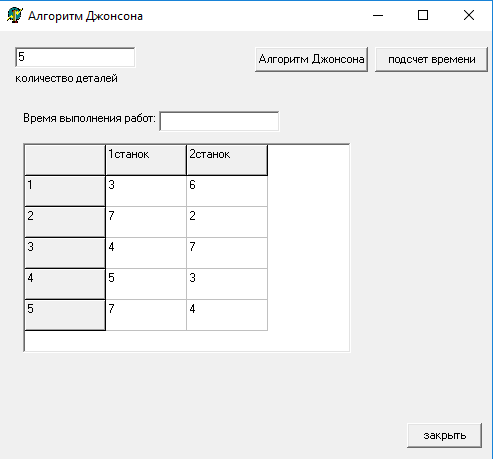 Алгоритм Джонсона
5
Алгоритм Джонсона
подсчет времени
количество деталей
Время выполнения работ:
1станок 2станок
1 3 6
2 7 2
3 4 7
4 5 3
5 7 4
закрыть